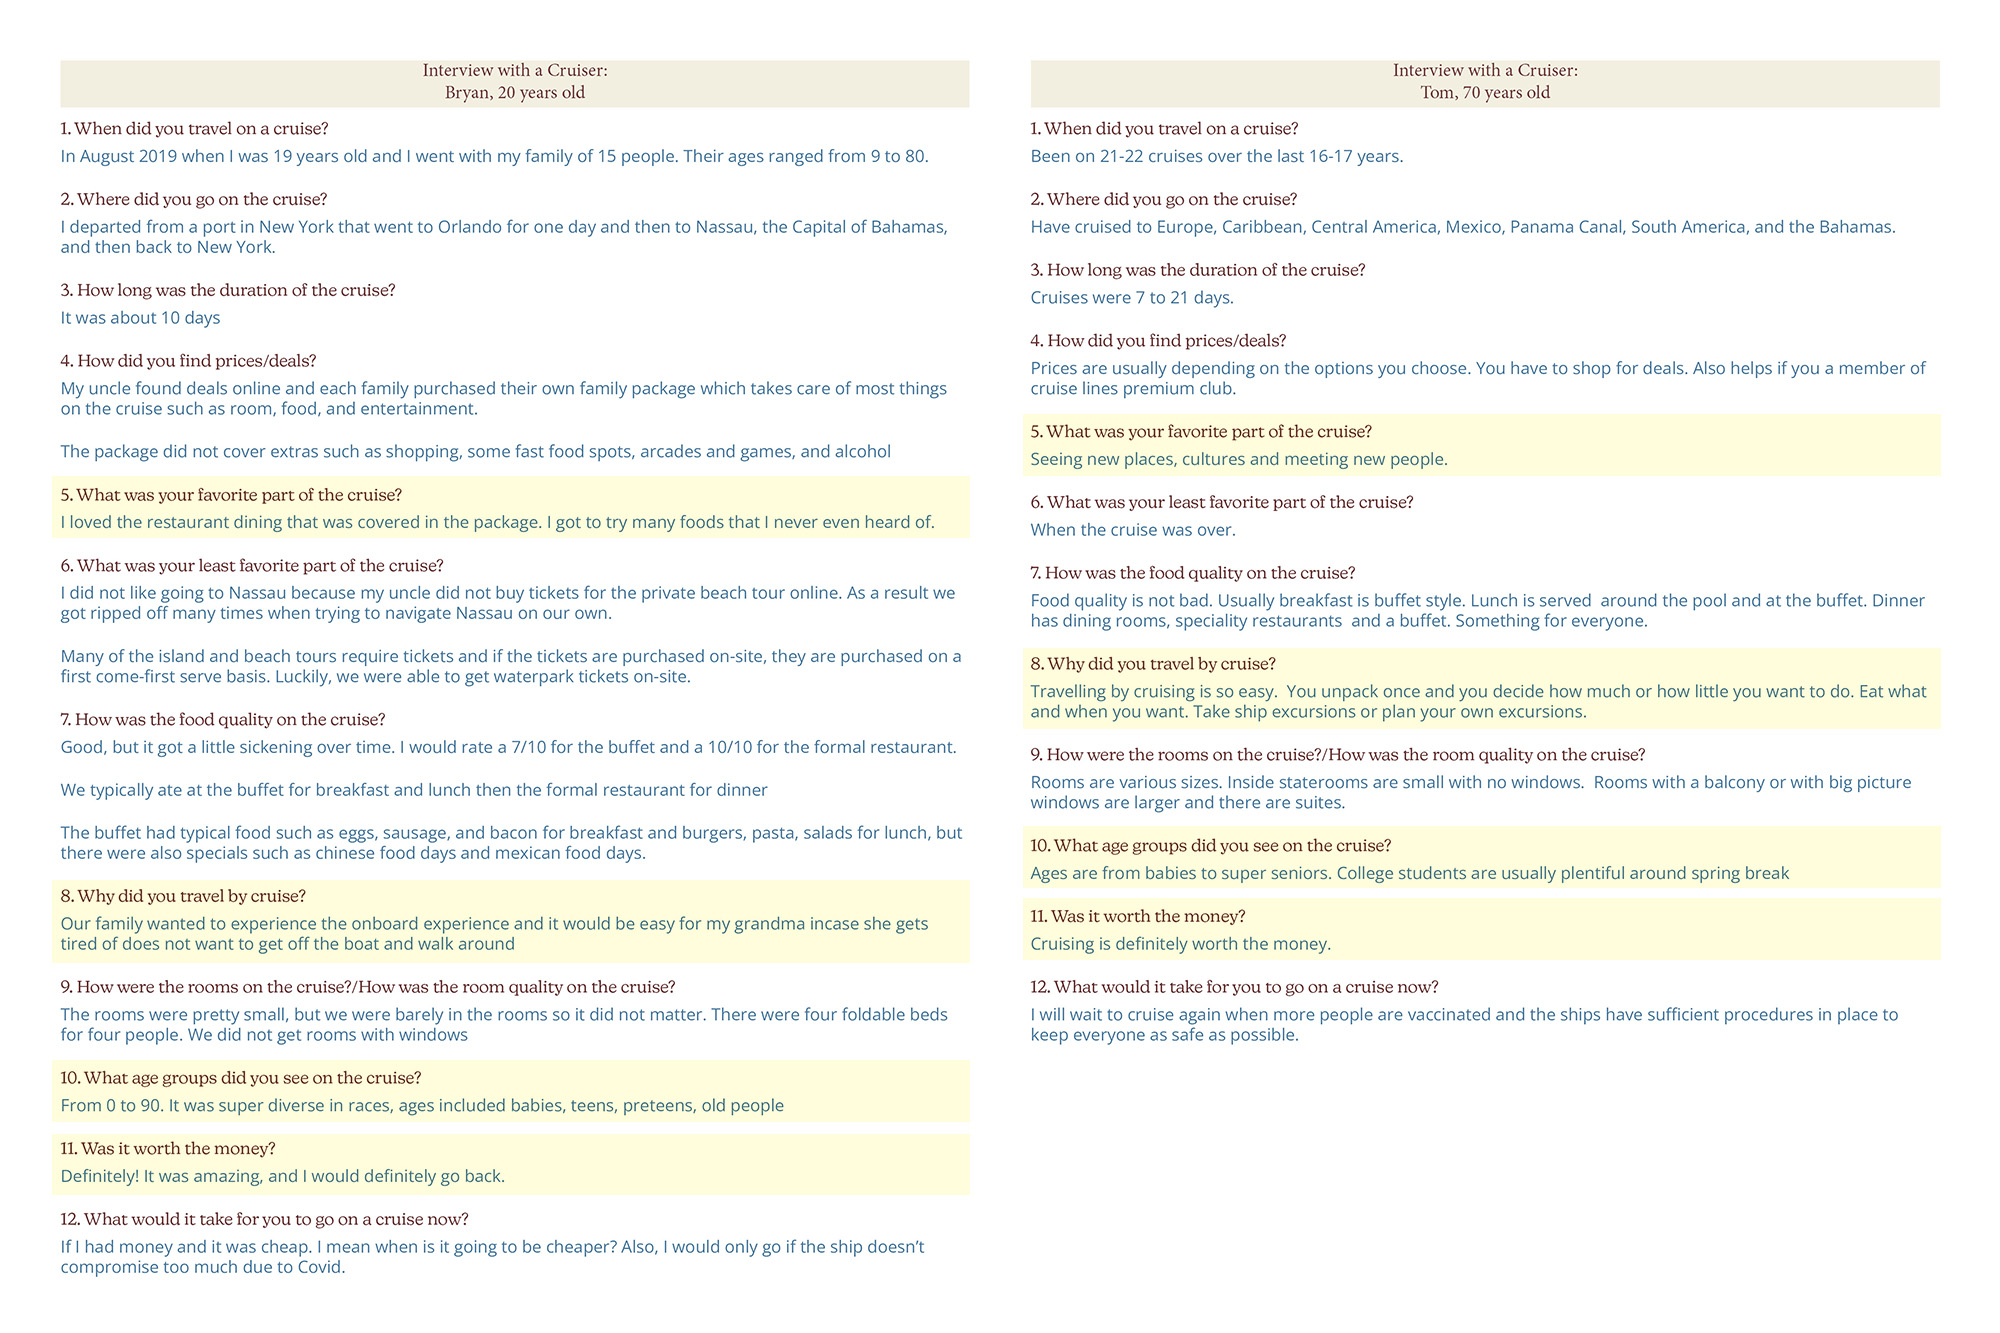 Interview with a Cruiser:
Bryan, 20 years old
1. When did you travel on a cruise?
In August 2019 when I was 19 years old and I went with my family of 15 people. Their ages ranged from 9 to 80.
2. Where did you go on the cruise?
I departed from a port in New York that went to Orlando for one day and then to Nassau, the Capital of Bahamas,
and then back to New York.
3. How long was the duration of the cruise?
It was about 10 days
4. How did you find prices/deals?
My uncle found deals online and each family purchased their own family package which takes care of most things
on the cruise such as room, food, and entertainment.
The package did not cover extras such as shopping, some fast food spots, arcades and games, and alcohol
5. What was your favorite part of the cruise?
I loved the restaurant dining that was covered in the package. I got to try many foods that I never even heard of.
6. What was your least favorite part of the cruise?
I did not like going to Nassau because my uncle did not buy tickets for the private beach tour online. As a result we
got ripped off many times when trying to navigate Nassau on our own.
Many of the island and beach tours require tickets and if the tickets are purchased on-site, they are purchased on a
first come-first serve basis. Luckily, we were able to get waterpark tickets on-site.
7. How was the food quality on the cruise?
Good, but it got a little sickening over time. I would rate a 7/10 for the buffet and a 10/10 for the formal restaurant.
We typically ate at the buffet for breakfast and lunch then the formal restaurant for dinner
The buffet had typical food such as eggs, sausage, and bacon for breakfast and burgers, pasta, salads for lunch, but
there were also specials such as chinese food days and mexican food days.
8. Why did you travel by cruise?
Our family wanted to experience the onboard experience and it would be easy for my grandma incase she gets
tired of does not want to get off the boat and walk around
9. How were the rooms on the cruise?/How was the room quality on the cruise?
The rooms were pretty small, but we were barely in the rooms so it did not matter. There were four foldable beds
for four people. We did not get rooms with windows
10. What age groups did you see on the cruise?
From 0 to 90. It was super diverse in races, ages included babies, teens, preteens, old people
11. Was it worth the money?
Definitely! It was amazing, and I would definitely go back.
12. What would it take for you to go on a cruise now?
If I had money and it was cheap. I mean when is it going to be cheaper? Also, I would only go if the ship doesn't
compromise too much due to Covid.
Interview with a Cruiser:
Tom, 70 years old
1. When did you travel on a cruise?
Been on 21-22 cruises over the last 16-17 years.
2. Where did you go on the cruise?
Have cruised to Europe, Caribbean, Central America, Mexico, Panama Canal, South America, and the Bahamas.
3. How long was the duration of the cruise?
Cruises were 7 to 21 days.
4. How did you find prices/deals?
Prices are usually depending on the options you choose. You have to shop for deals. Also helps if you a member of
cruise lines premium club.
5. What was your favorite part of the cruise?
Seeing new places, cultures and meeting new people.
6. What was your least favorite part of the cruise?
When the cruise was over.
7. How was the food quality on the cruise?
Food quality is not bad. Usually breakfast is buffet style. Lunch is served around the pool and at the buffet. Dinner
has dining rooms, speciality restaurants and a buffet. Something for everyone.
8. Why did you travel by cruise?
Travelling by cruising is so easy. You unpack once and you decide how much or how little you want to do. Eat what
and when you want. Take ship excursions or plan your own excursions.
9. How were the rooms on the cruise?/How was the room quality on the cruise?
Rooms are various sizes. Inside staterooms are small with no windows. Rooms with a balcony or with big picture
windows are larger and there are suites.
10. What age groups did you see on the cruise?
Ages are from babies to super seniors. College students are usually plentiful around spring break
11. Was it worth the money?
Cruising is definitely worth the money.
12. What would it take for you to go on a cruise now?
I will wait to cruise again when more people are vaccinated and the ships have sufficient procedures in place to
keep everyone as safe as possible.